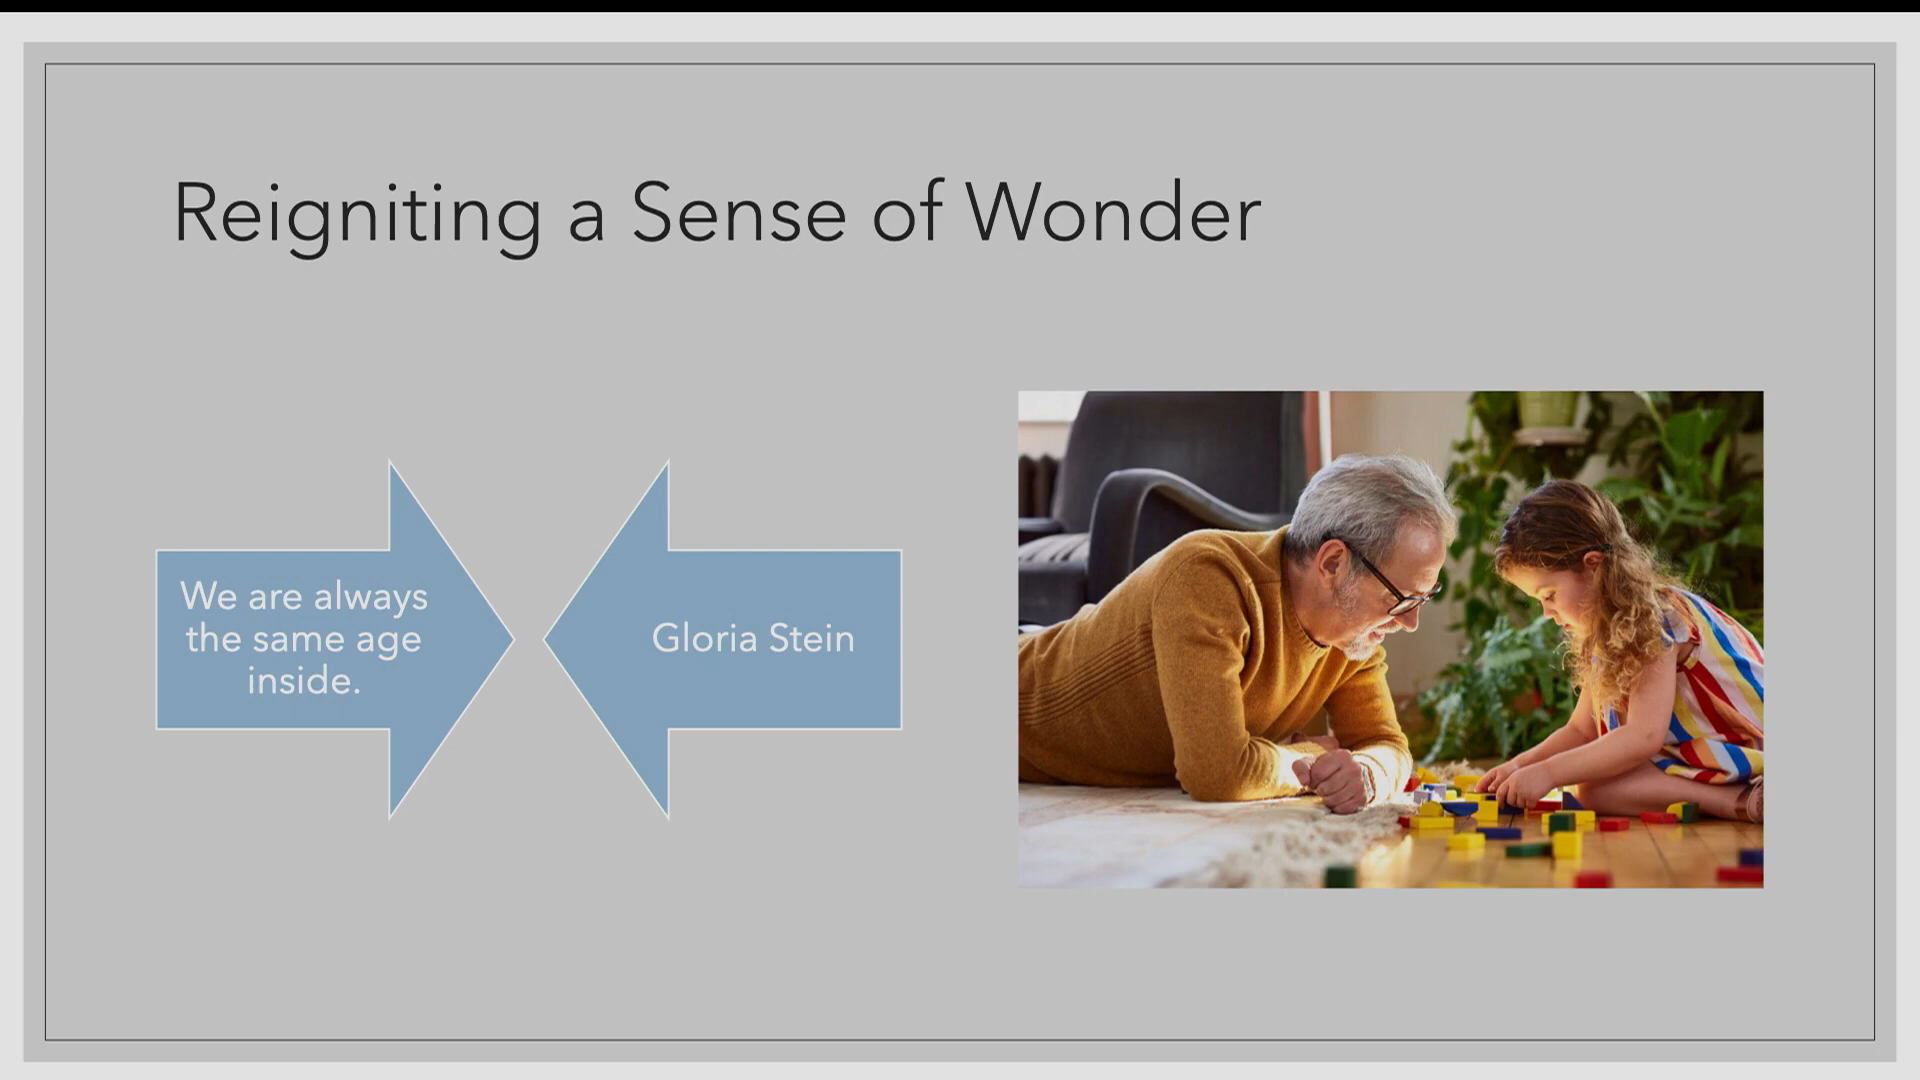 Reigniting a Sense of Wonder
We are always
the same age
inside.
Gloria Stein